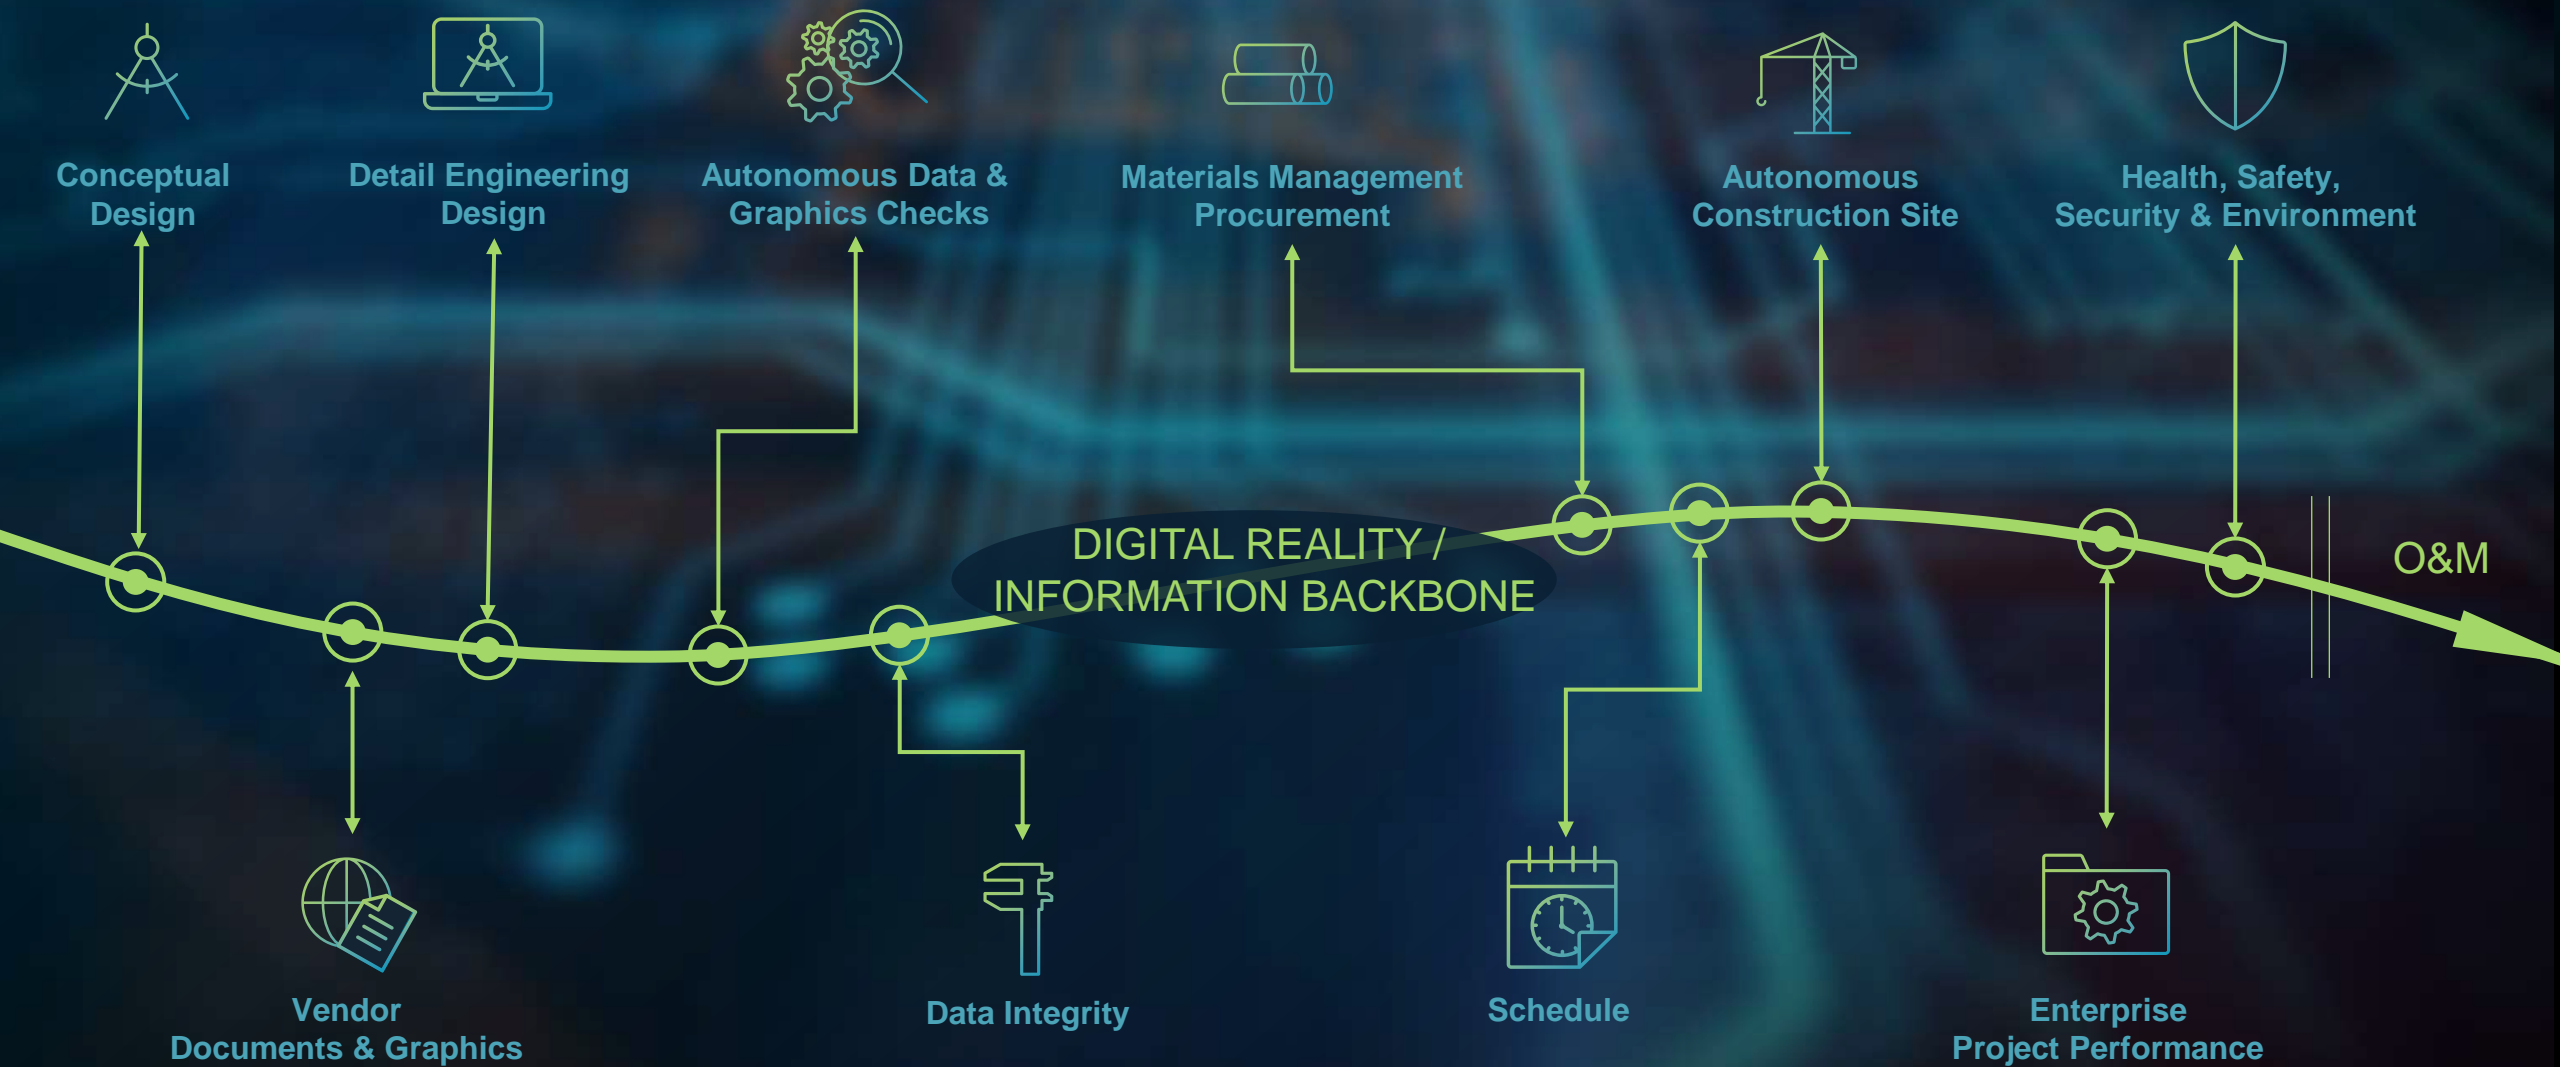 Conceptual
Design
Detail Engineering
Design
Autonomous Data &
Graphics Checks
Materials Management
Procurement
Autonomous
Construction Site
Health, Safety,
Security & Environment
DIGITAL REALITY /
INFORMATION BACKBONE
O&M
Vendor
Documents & Graphics
Data Integrity
Schedule
Enterprise
Project Performance